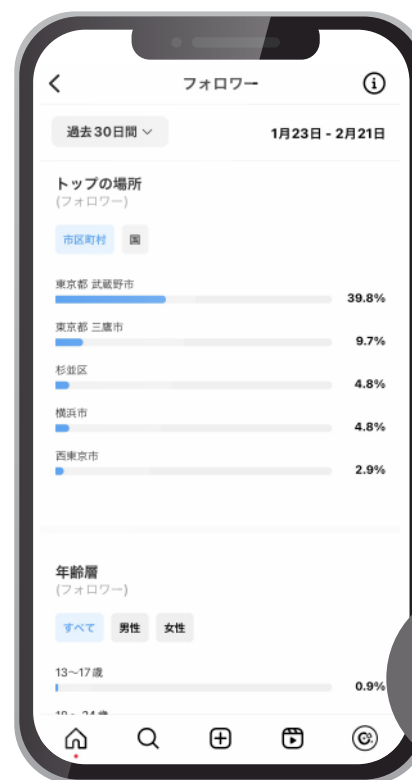 フォロワー
過去30日間
1月23日 - 2月21日
トップの場所
(フォロワー)
市区町村 国
東京都 武蔵野市
39.8%
東京都 三鷹市
9.7%
杉並区
4.8%
横浜市
4.8%
西東京市
2.9%
年齢層
(フォロワー)
すべて 男性 女性
13〜17歳
0.9%